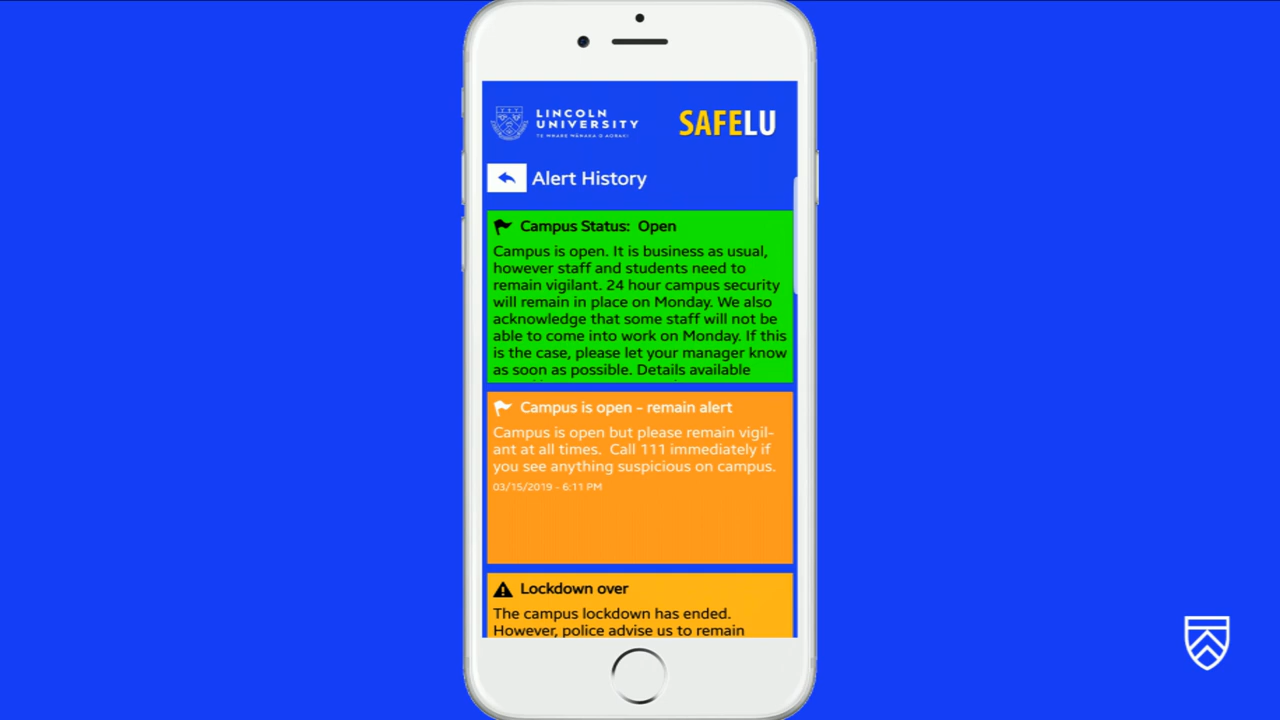 LINCOLN
UNIVERSITY
TE WHARE WĀNAKA O AORAKI
SAFELU
Alert History
Campus Status: Open
Campus is open. It is business as usual,
however staff and students need to
remain vigilant. 24 hour campus security
will remain in place on Monday. We also
acknowledge that some staff will not be
able to come into work on Monday. If this
is the case, please let your manager know
as soon as possible. Details available
Campus is open - remain alert
Campus is open but please remain vigil-
ant at all times. Call 111 immediately if
you see anything suspicious on campus.
03/15/2019 - 6:11 PM
Lockdown over
The campus lockdown has ended.
However, police advise us to remain